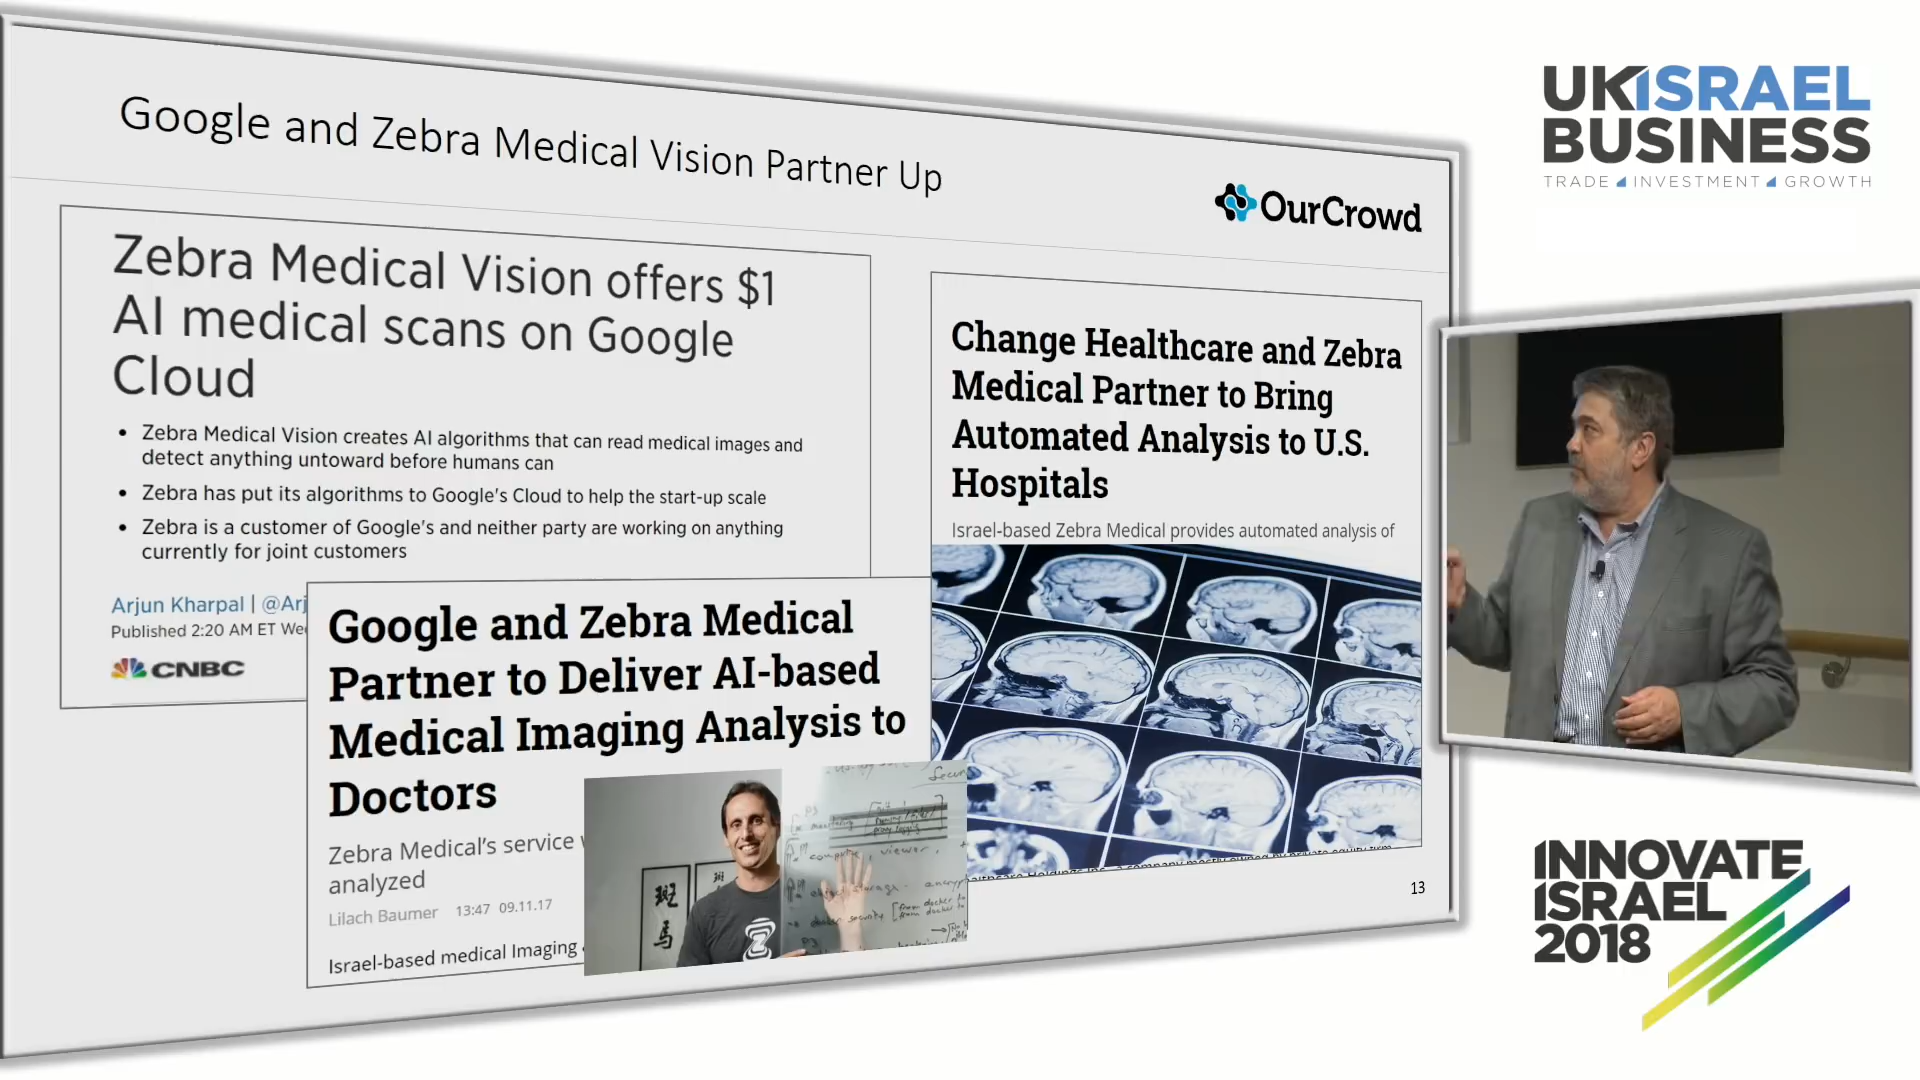 Google and Zebra Medical Vision Partner Up
OurCrowd
Zebra Medical Vision offers $1
AI medical scans on Google
Cloud
• Zebra Medical Vision creates AI algorithms that can read medical images and
detect anything untoward before humans can
• Zebra has put its algorithms to Google's Cloud to help the start-up scale
• Zebra is a customer of Google's and neither party are working on anything
currently for joint customers
Arjun Kharpal | @Arj
Published 2:20 AM ET We
CNBC
Google and Zebra Medical
Partner to Deliver AI-based
Medical Imaging Analysis to
Doctors
Zebra Medical's service
analyzed
Lilach Baumer 13:47 09.11.17
Israel-based medical Imaging
斑
馬
Change Healthcare and Zebra
Medical Partner to Bring
Automated Analysis to U.S.
Hospitals
Israel-based Zebra Medical provides automated analysis of
13
UKISRAEL
BUSINESS
TRADE INVESTMENT GROWTH
INNOVATE
ISRAEL
2018